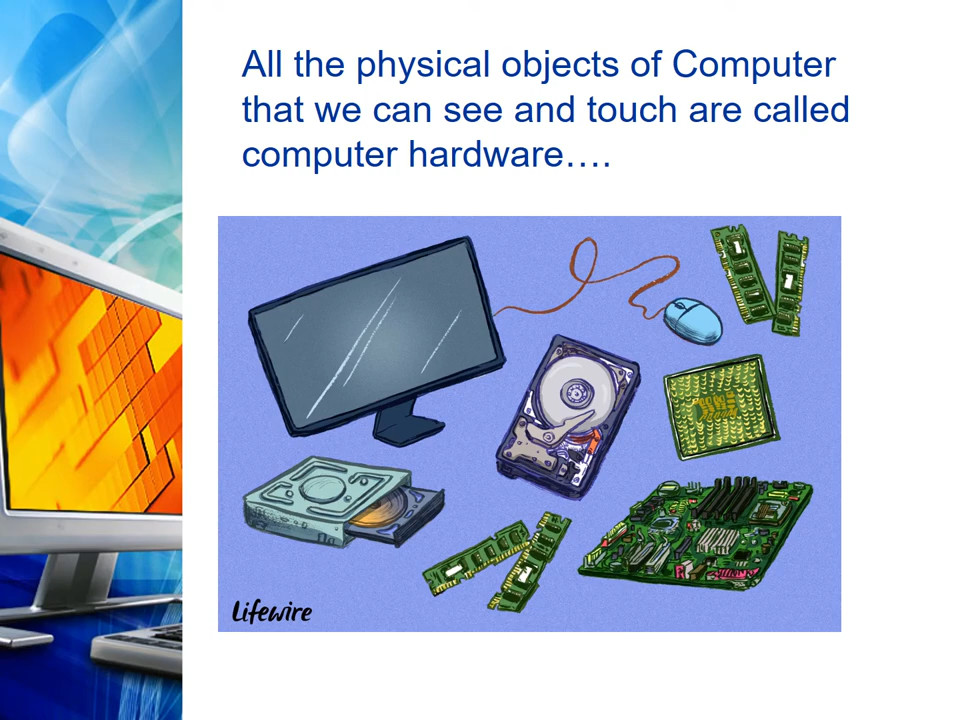 All the physical objects of Computer
that we can see and touch are called
computer hardware….
Lifewire